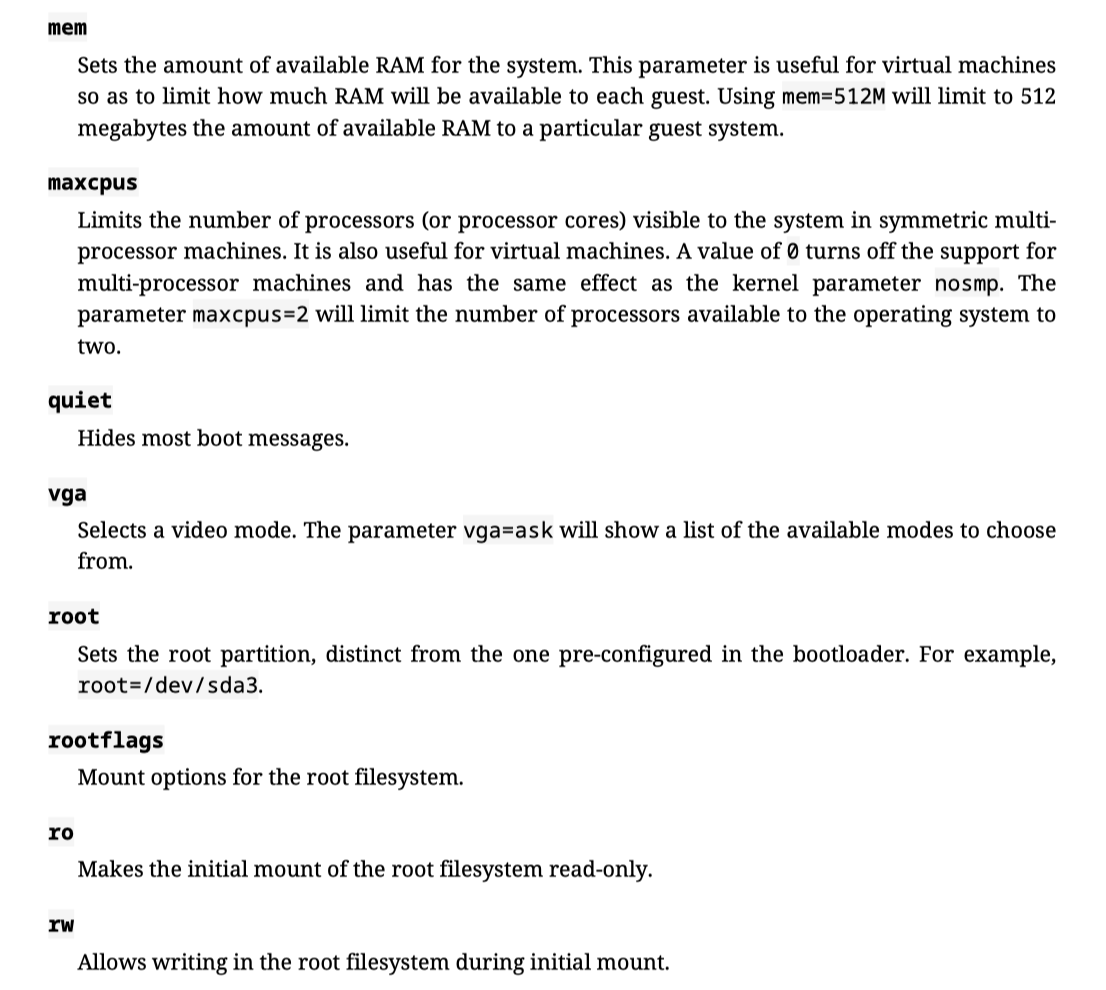 mem
Sets the amount of available RAM for the system. This parameter is useful for virtual machines
so as to limit how much RAM will be available to each guest. Using mem=512M will limit to 512
megabytes the amount of available RAM to a particular guest system.
maxcpus
Limits the number of processors (or processor cores) visible to the system in symmetric multi-
processor machines. It is also useful for virtual machines. A value of 0 turns off the support for
multi-processor machines and has the same effect as the kernel parameter nosmp. The
parameter maxcpus=2 will limit the number of processors available to the operating system to
two.
quiet
Hides most boot messages.
vga
Selects a video mode. The parameter vga=ask will show a list of the available modes to choose
from.
root
Sets the root partition, distinct from the one pre-configured in the bootloader. For example,
root=/dev/sda3.
rootflags
Mount options for the root filesystem.
ro
Makes the initial mount of the root filesystem read-only.
rw
Allows writing in the root filesystem during initial mount.